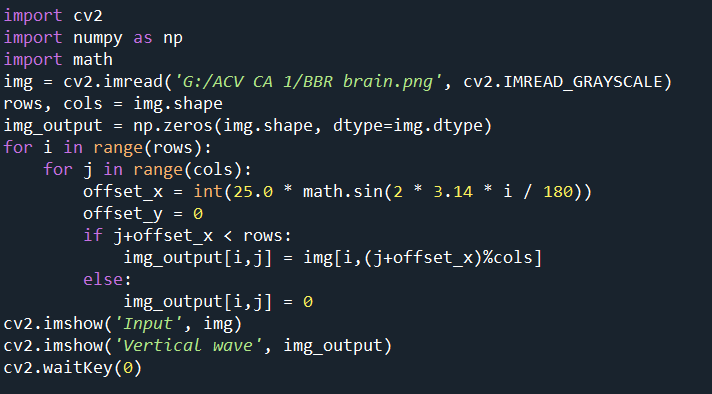 import cv2
import numpy as np
import math
img = cv2.imread('G:/ACV CA 1/BBR brain.png', cv2.IMREAD_GRAYSCALE)
rows, cols = img.shape
img_output = np.zeros(img.shape, dtype=img.dtype)
for i in range(rows):
    for j in range(cols):
        offset_x = int(25.0 * math.sin(2 * 3.14 * i / 180))
        offset_y = 0
        if j+offset_x < rows:
            img_output[i,j] = img[i,(j+offset_x)%cols]
        else:
            img_output[i,j] = 0
cv2.imshow('Input', img)
cv2.imshow('Vertical wave', img_output)
cv2.waitKey(0)